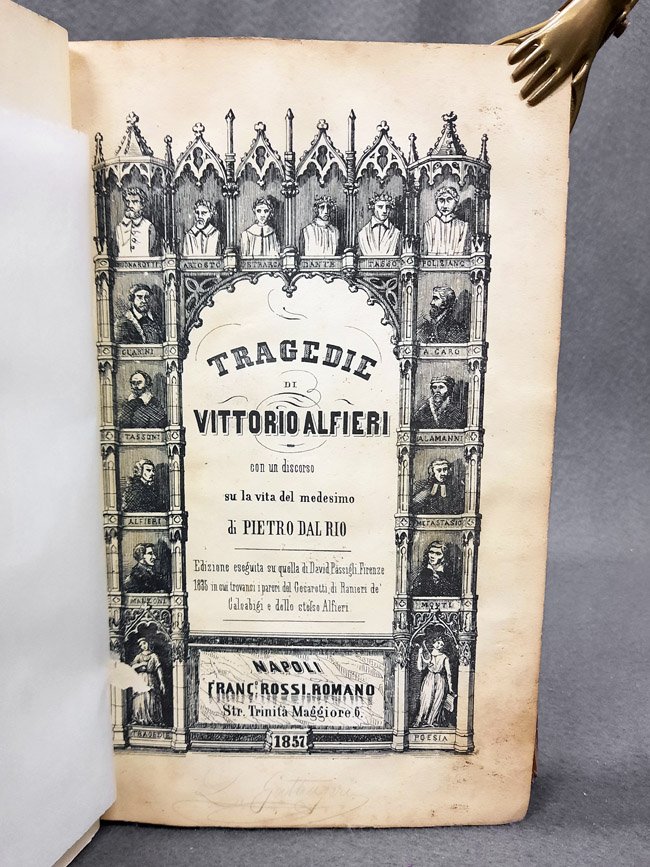 BONAROTTI
ARIOSTO
PETRARCA
DANTE
TASSO
POLIZIANO
GUARINI
A. CARO
TASSONI
ALAMANNI
ALFIERI
METASTASIO
MANZONI
MONTI
TRAGEDIE
DI
VITTORIO ALFIERI
con un discorso
su la vita del medesimo
di PIETRO DAL RIO
Edizione eseguita su quella di David Passigli, Firenze
1835 in cui trovansi i pareri del Cesarotti, di Ranieri de'
Calsabigi e dello stesso Alfieri
NAPOLI
FRANC. ROSSI-ROMANO
Str. Trinità Maggiore 6.
1857
TRAGEDIE
POESIA